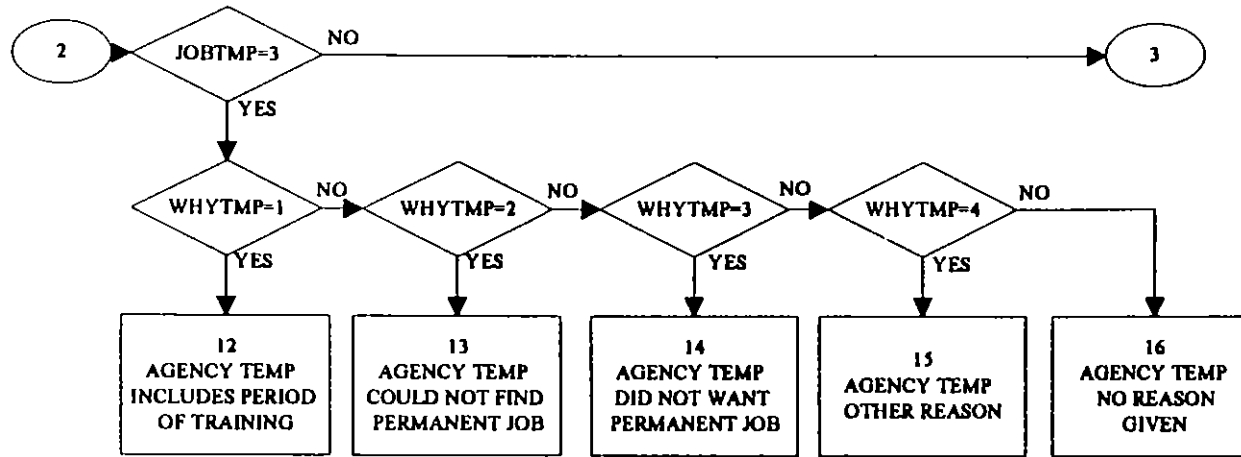 2
JOBTMP=3
NO
3
YES
WHYTMP=1
NO
WHYTMP=2
NO
WHYTMP=3
NO
WHYTMP=4
NO
YES
YES
YES
YES
12
AGENCY TEMP
INCLUDES PERIOD
OF TRAINING
13
AGENCY TEMP
COULD NOT FIND
PERMANENT JOB
14
AGENCY TEMP
DID NOT WANT
PERMANENT JOB
15
AGENCY TEMP
OTHER REASON
16
AGENCY TEMP
NO REASON
GIVEN